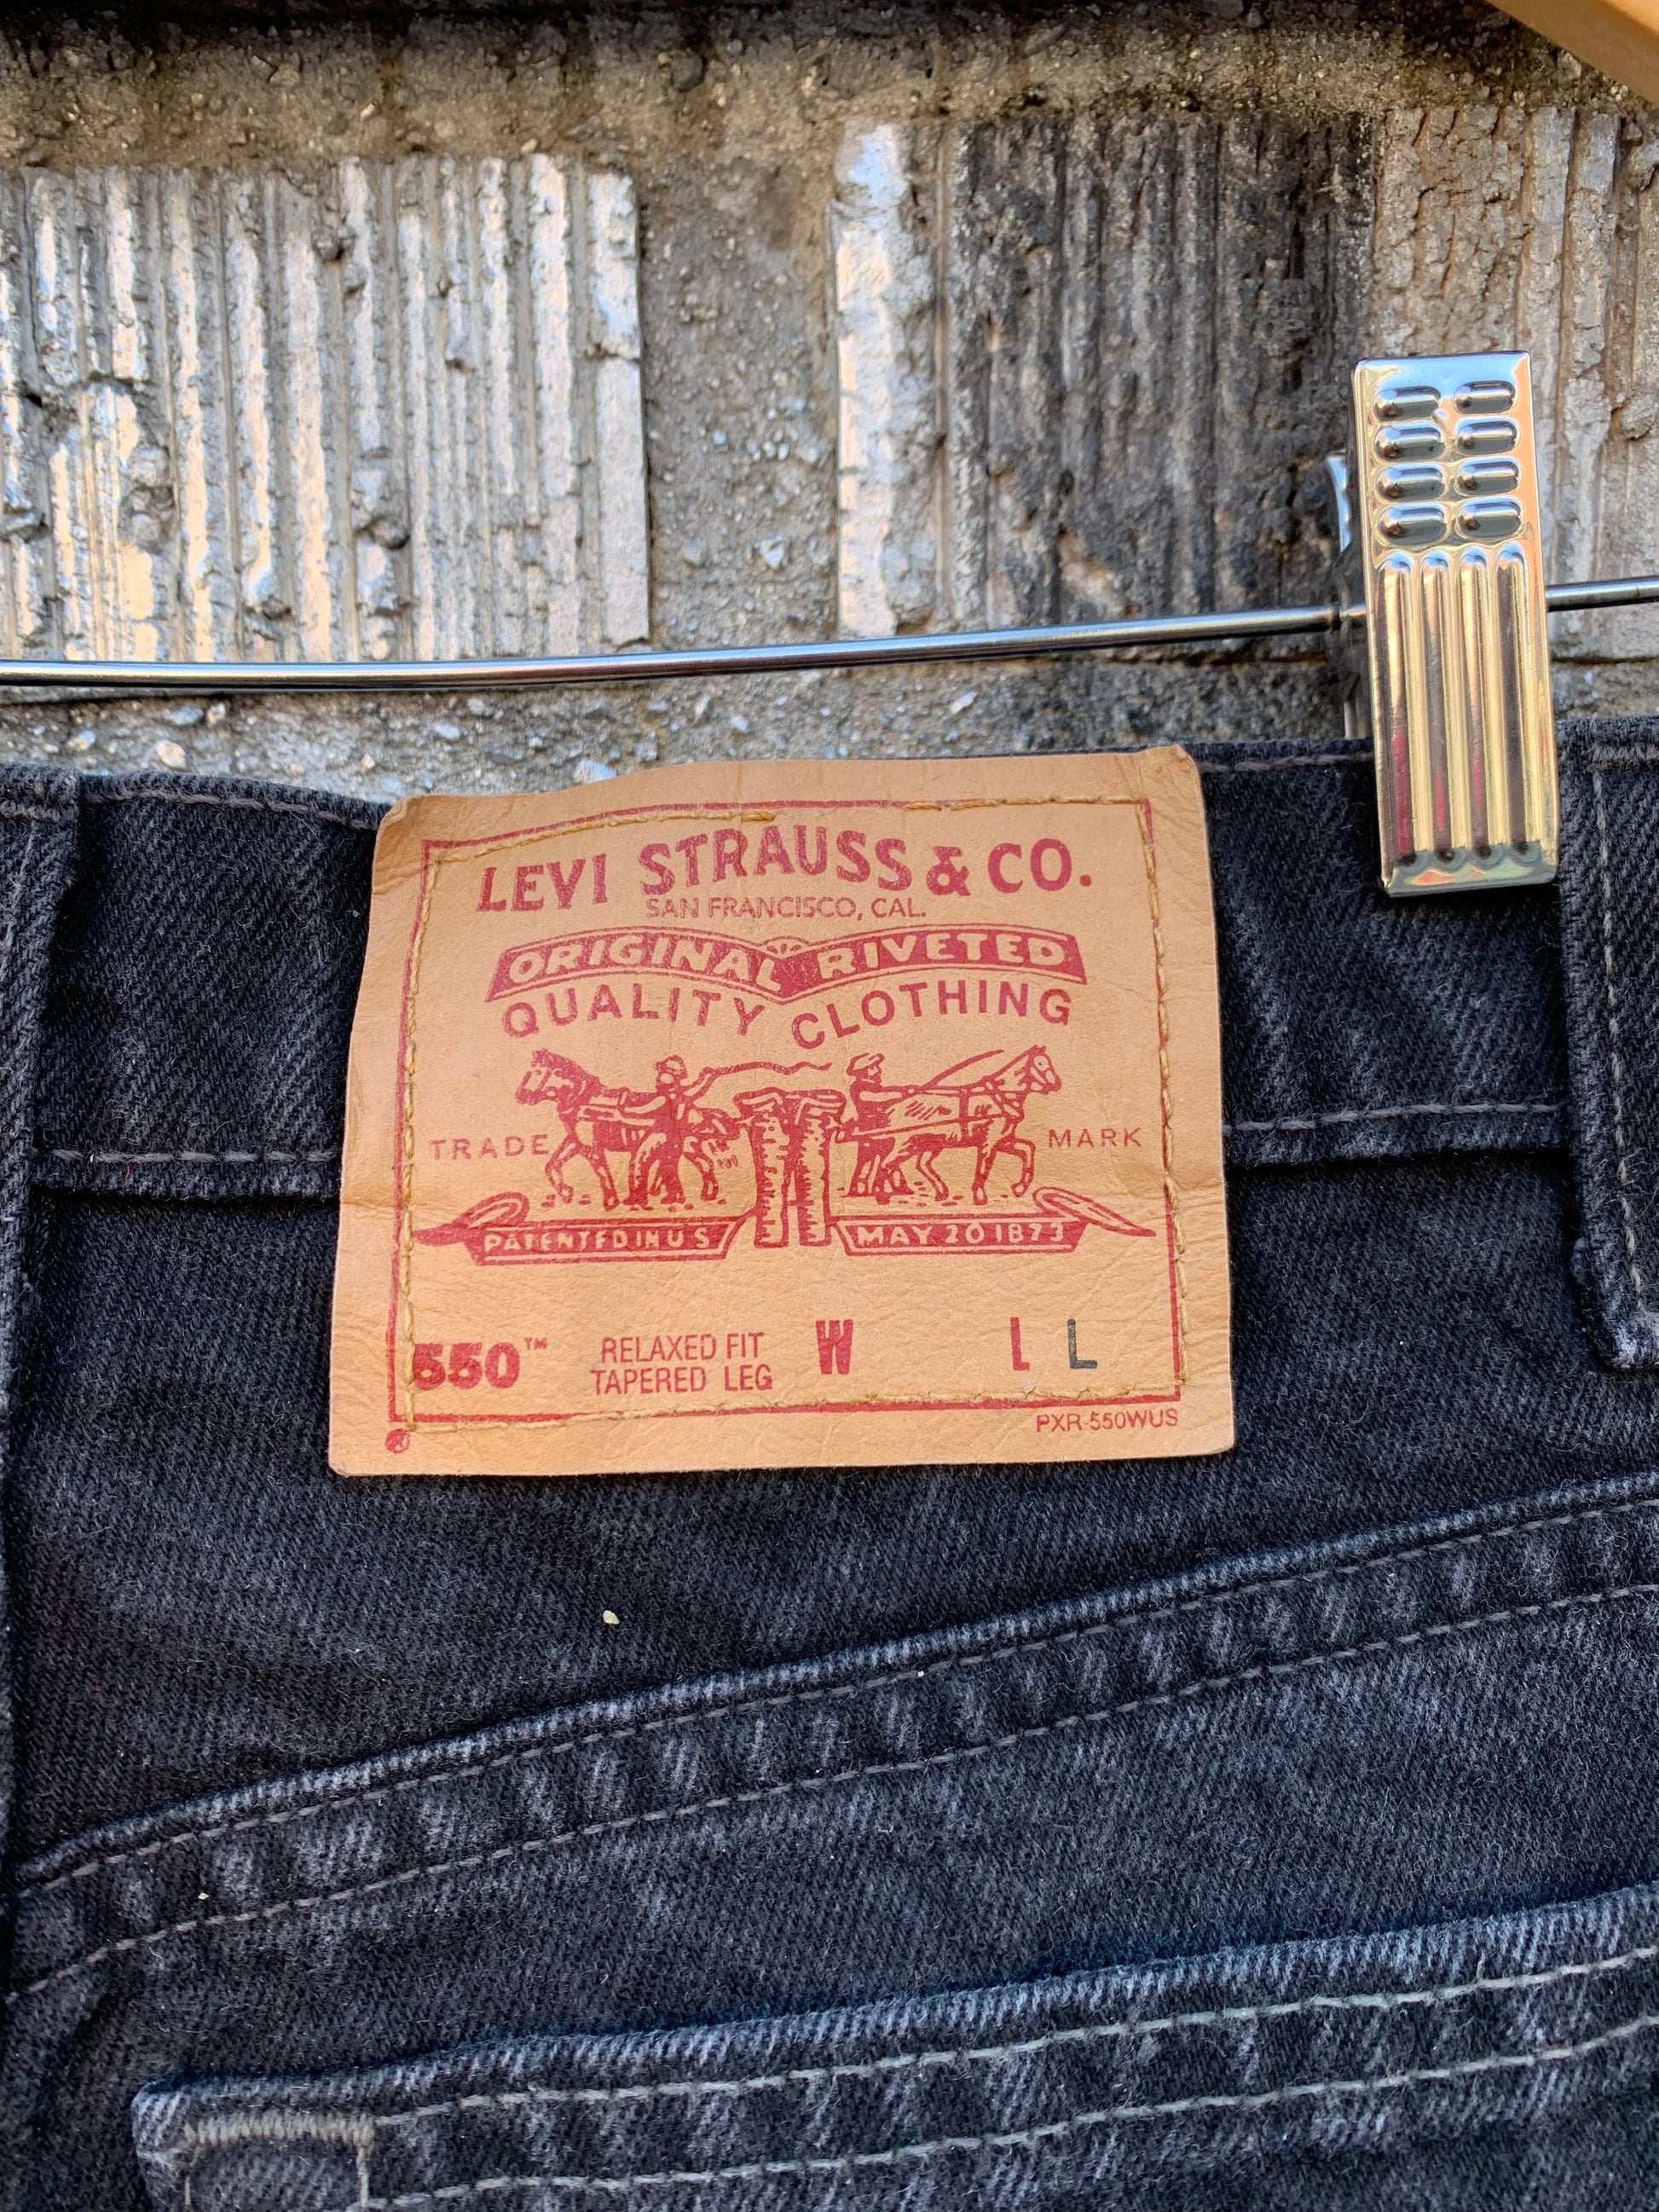 LEVI STRAUSS & CO.
SAN FRANCISCO, CAL.
ORIGINAL RIVETED
QUALITY CLOTHING
TRADE MARK
PATENTED IN U S MAY 20 1873
550™ RELAXED FIT W L L
TAPERED LEG
PXR-550WUS